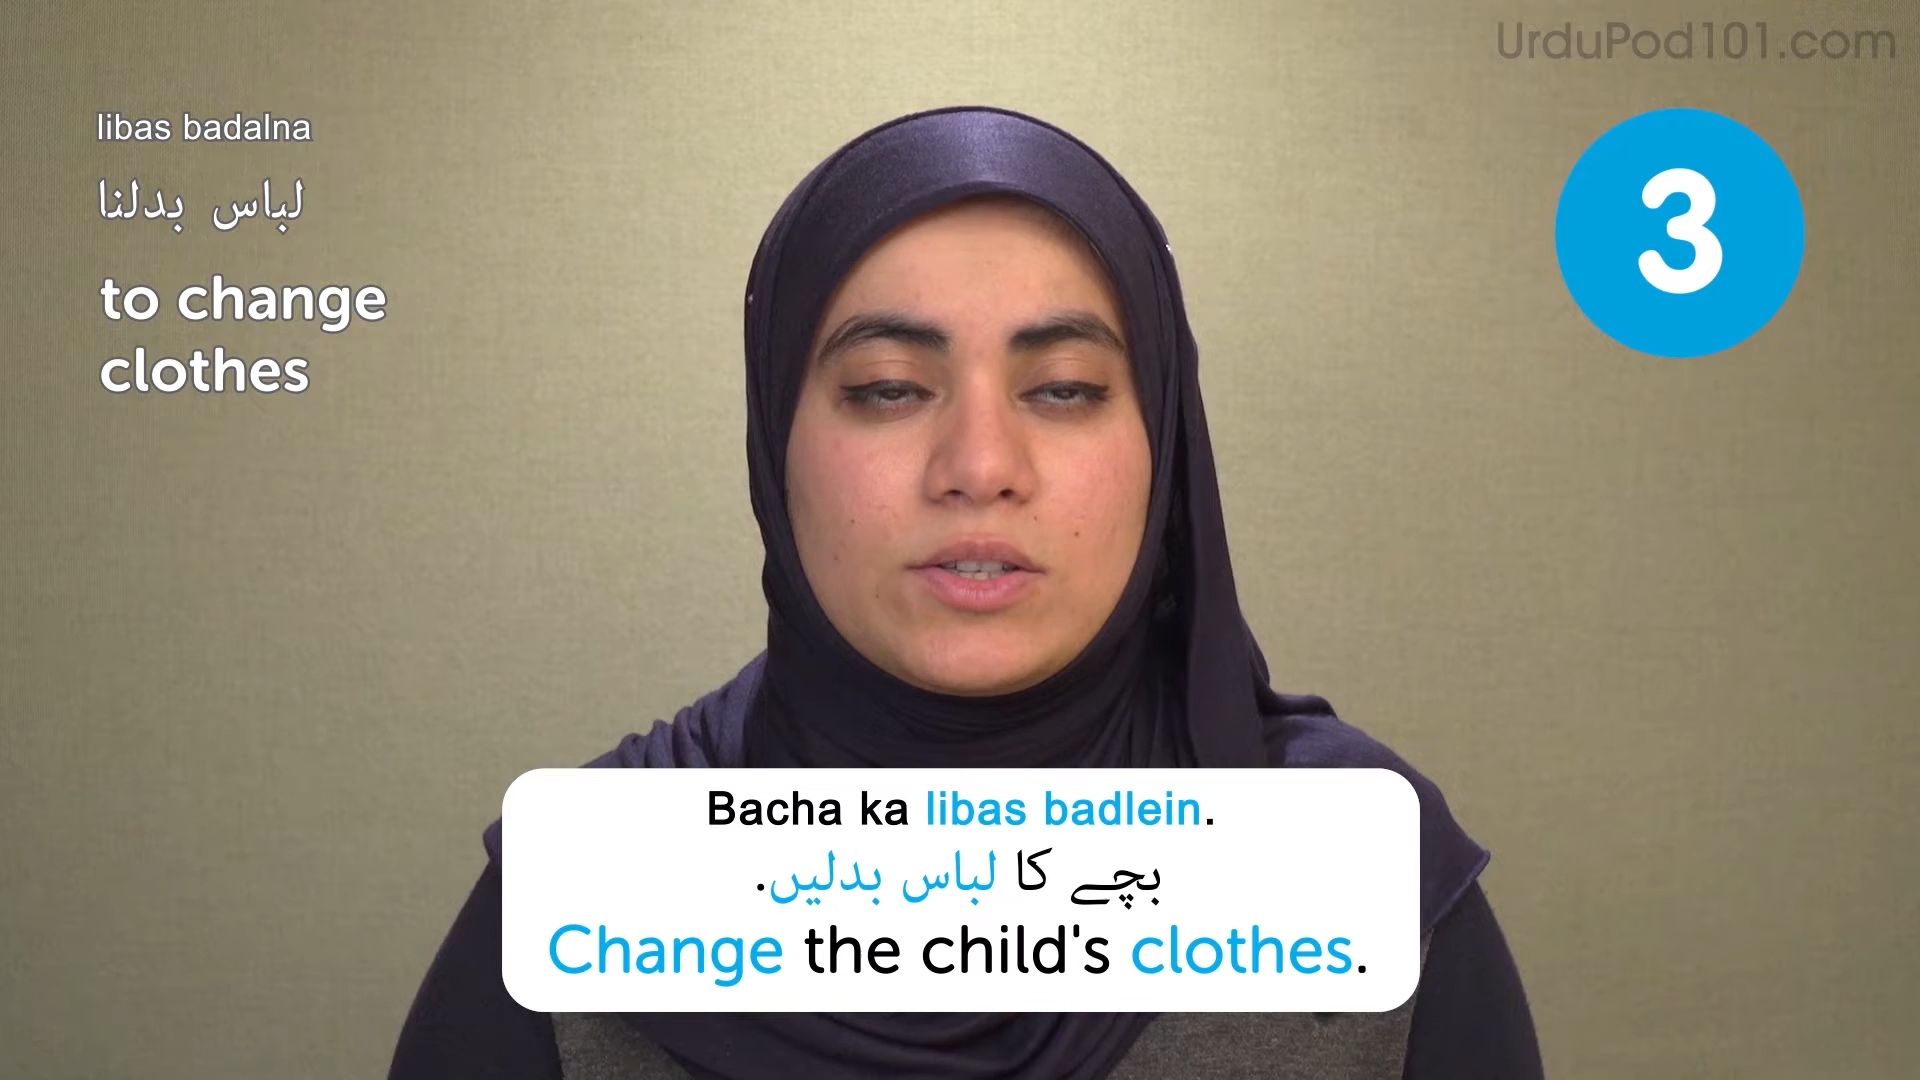 UrduPod101.com
libas badalna
لباس بدلنا
to change
clothes
3
Bacha ka libas badlein.
بچے کا لباس بدلیں.
Change the child's clothes.